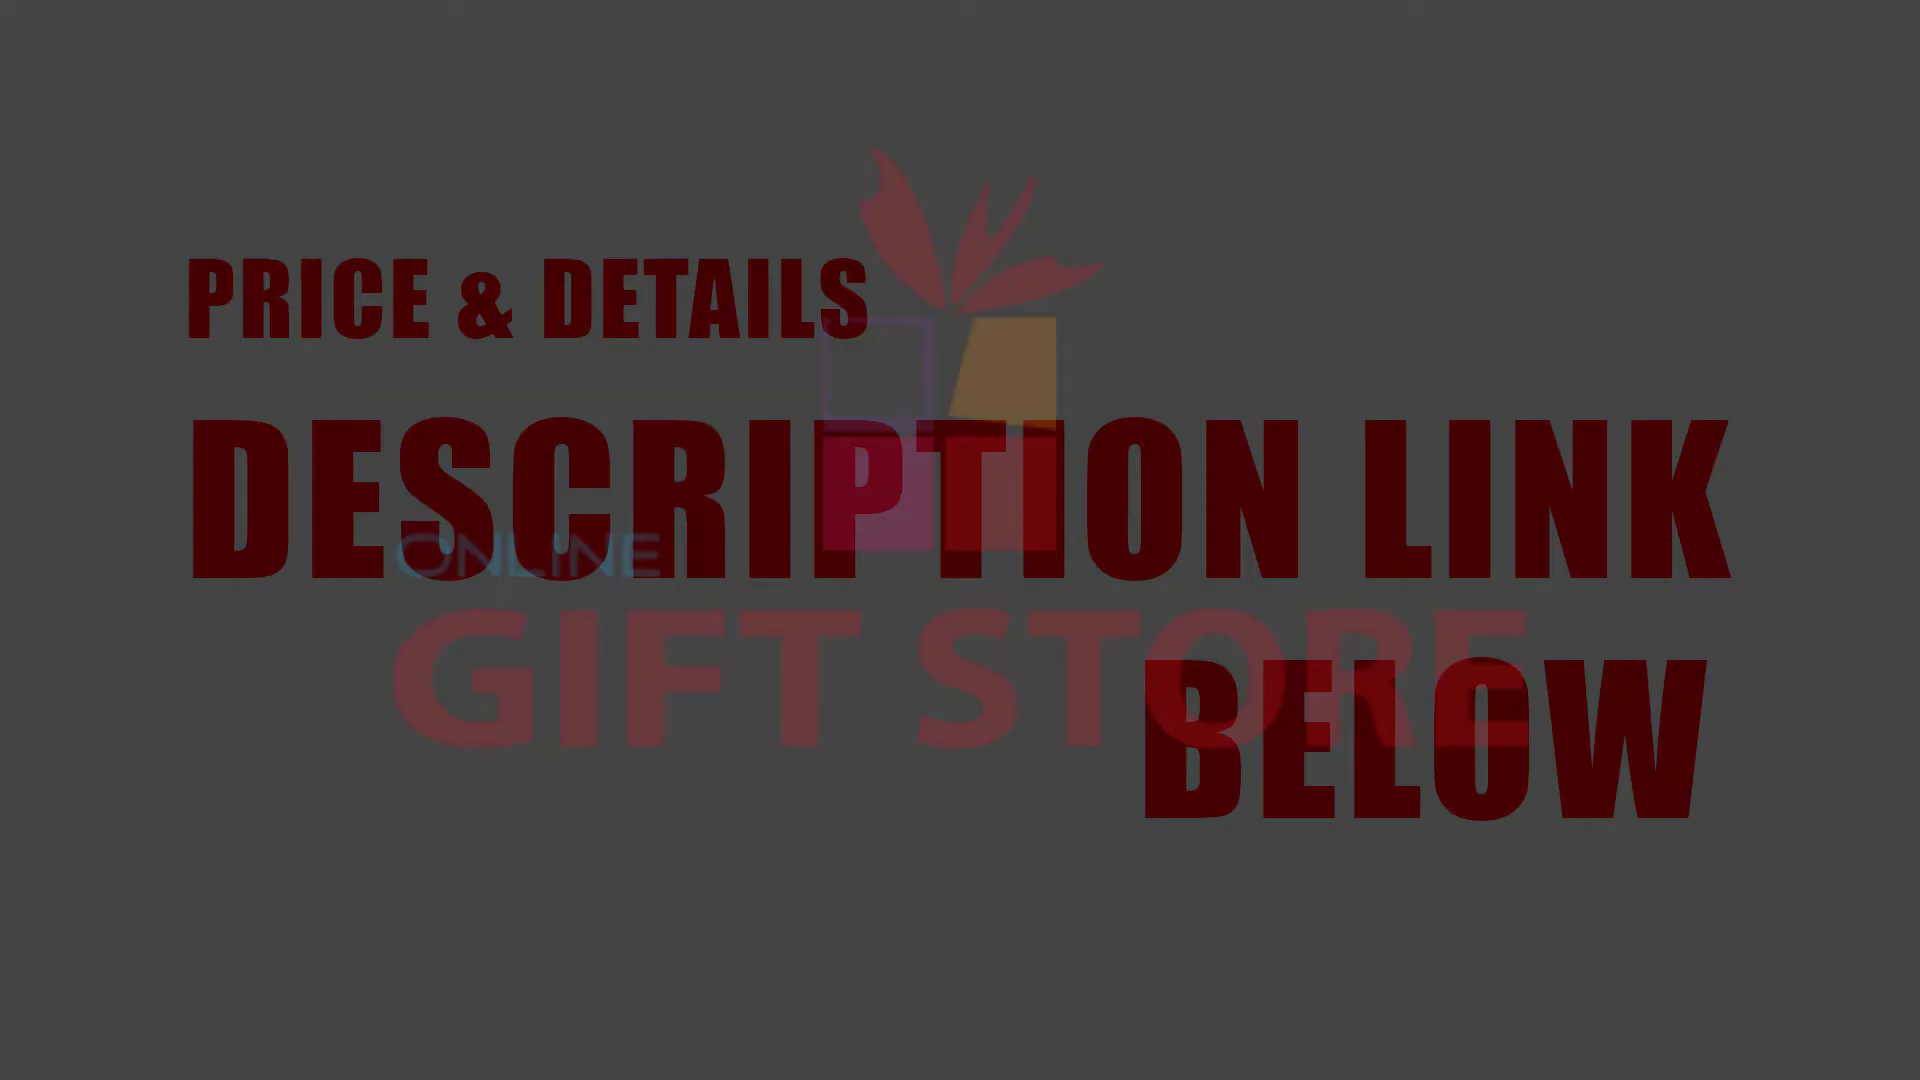 PRICE & DETAILS
DESCRIPTION LINK
ONLINE
GIFT STORE
BELOW